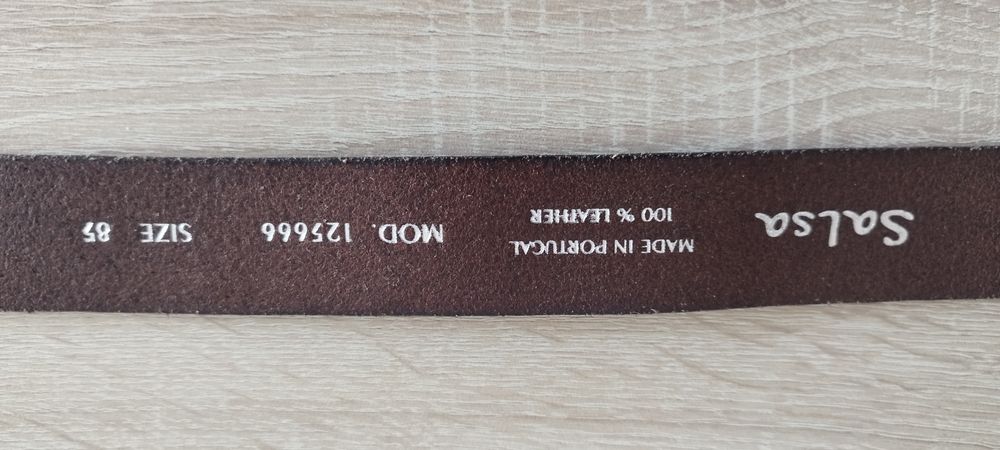 Salsa
MADE IN PORTUGAL
100 % LEATHER
MOD. 125666
SIZE 85